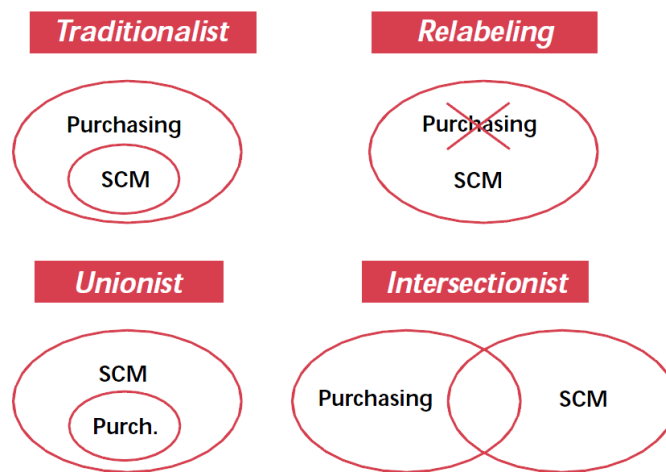 Traditionalist
Relabeling
Purchasing
SCM
Purchasing
SCM
Unionist
Intersectionist
SCM
Purch.
Purchasing
SCM